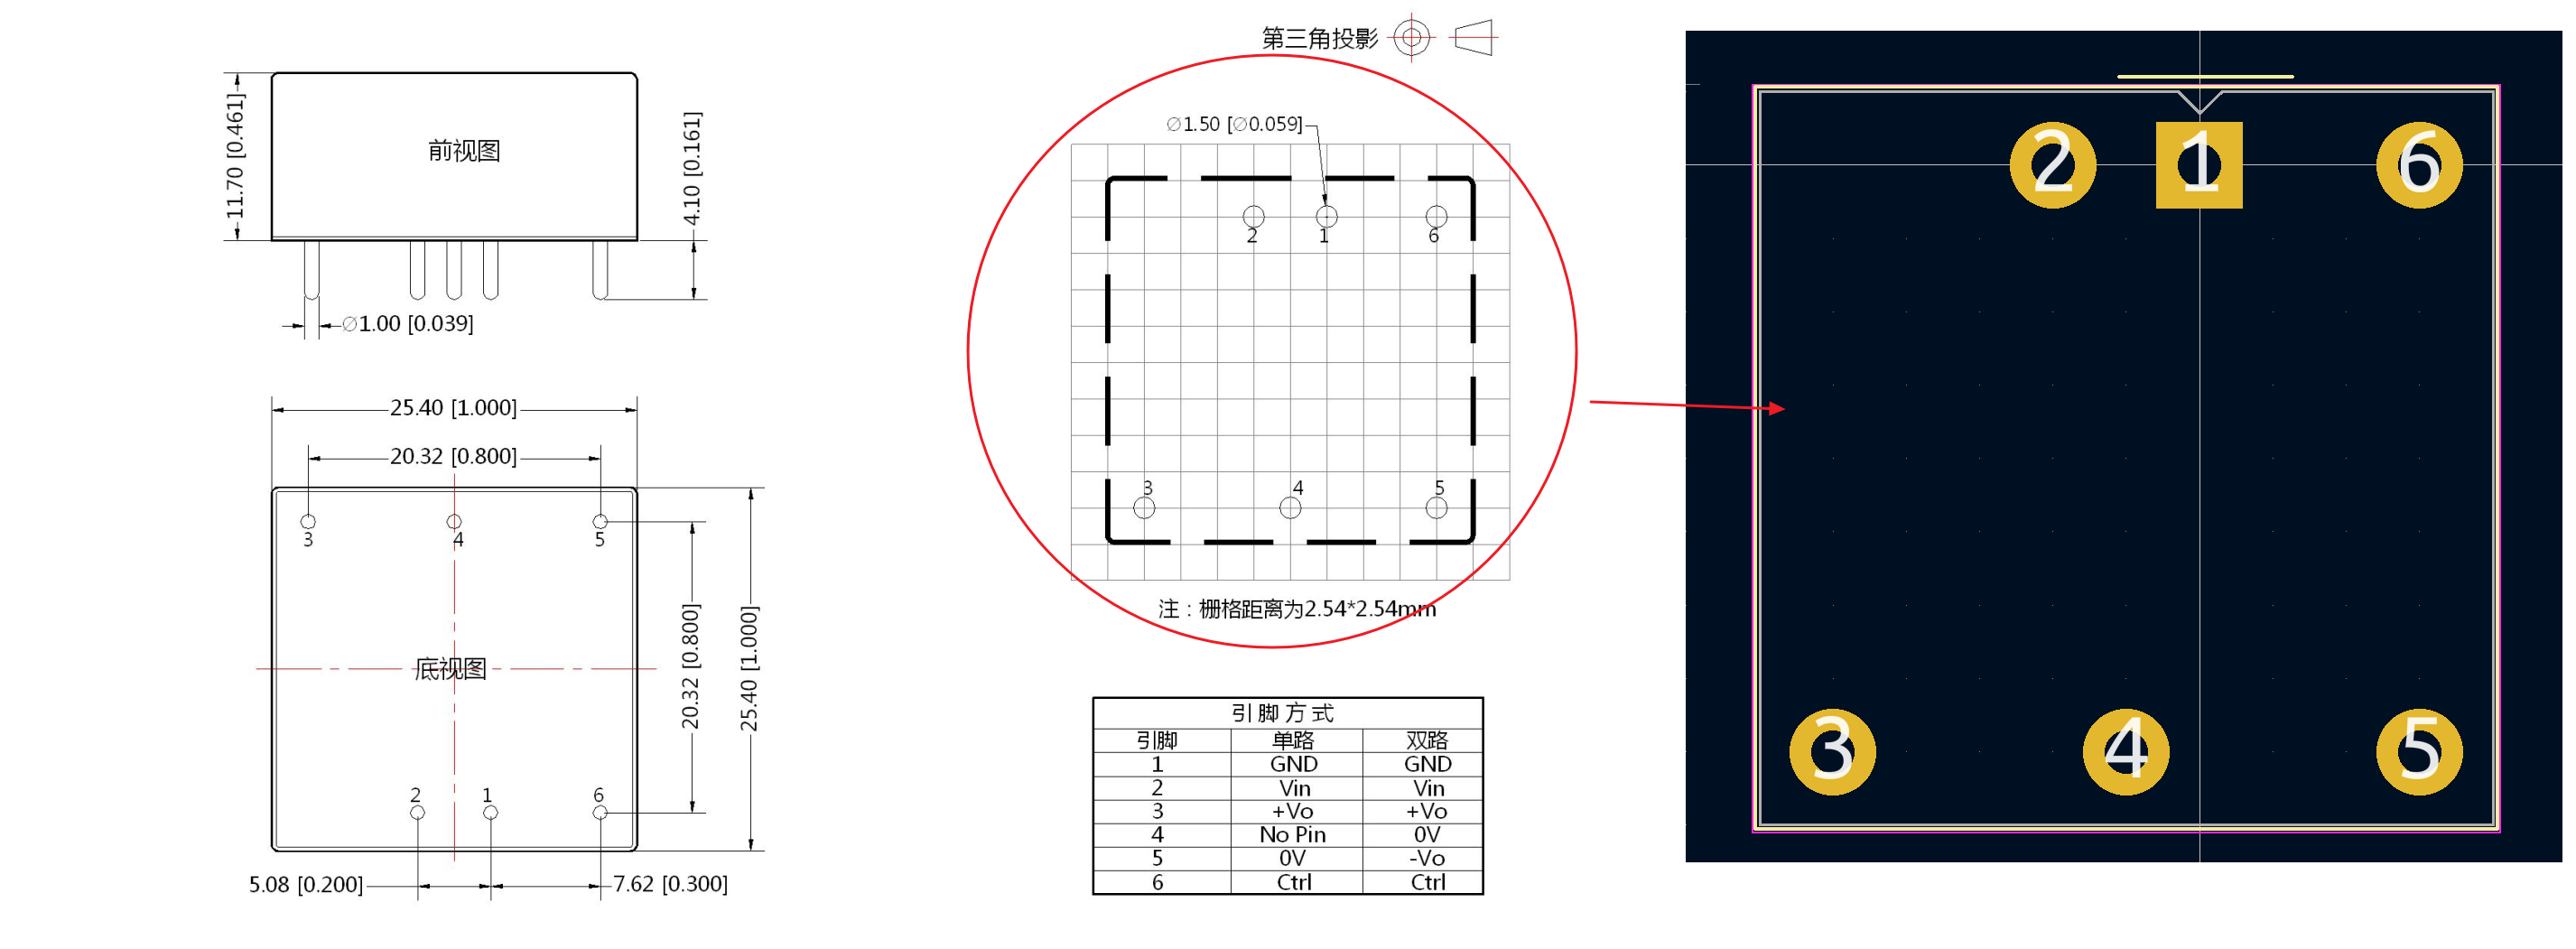 第三角投影
11.70 [0.461]
前视图
4.10 [0.161]
∅1.00 [0.039]
25.40 [1.000]
20.32 [0.800]
3
4
5
底视图
20.32 [0.800]
25.40 [1.000]
2
1
6
5.08 [0.200]
7.62 [0.300]
∅1.50 [∅0.059]
2
1
6
3
4
5
注：栅格距离为2.54*2.54mm
引脚方式
引脚 单路 双路
1 GND GND
2 Vin Vin
3 +Vo +Vo
4 No Pin 0V
5 0V -Vo
6 Ctrl Ctrl
2
1
6
3
4
5